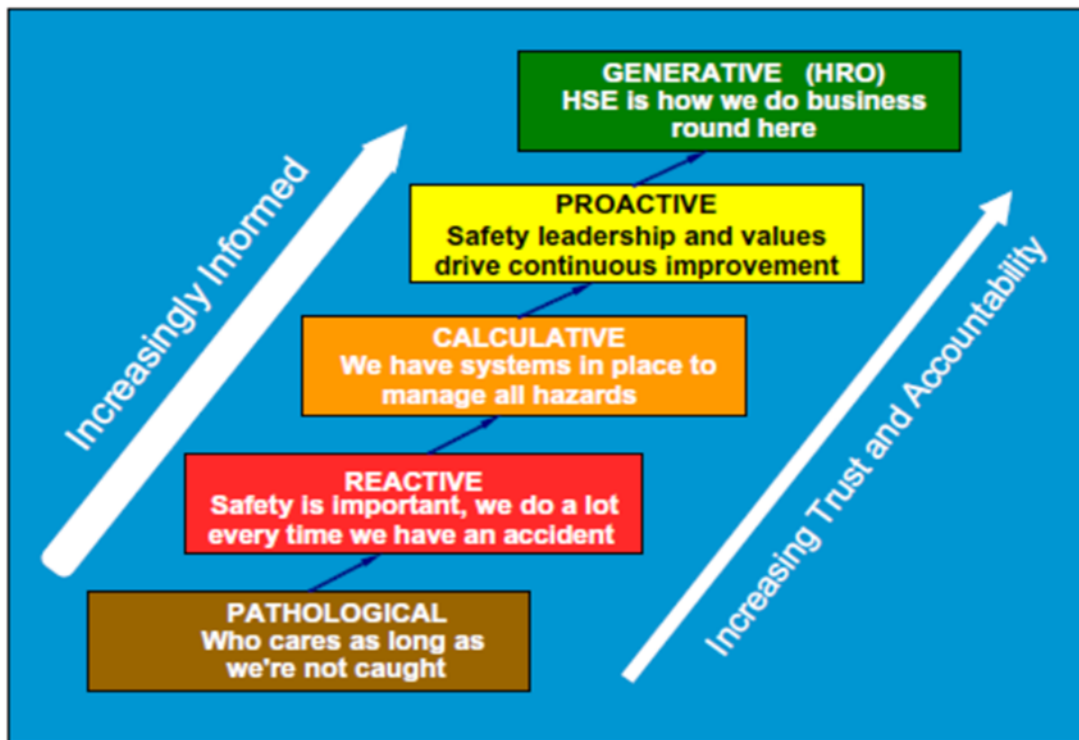 GENERATIVE (HRO)
HSE is how we do business
round here
PROACTIVE
Safety leadership and values
drive continuous improvement
CALCULATIVE
We have systems in place to
manage all hazards
REACTIVE
Safety is important, we do a lot
every time we have an accident
PATHOLOGICAL
Who cares as long as
we're not caught
Increasingly Informed
Increasing Trust and Accountability